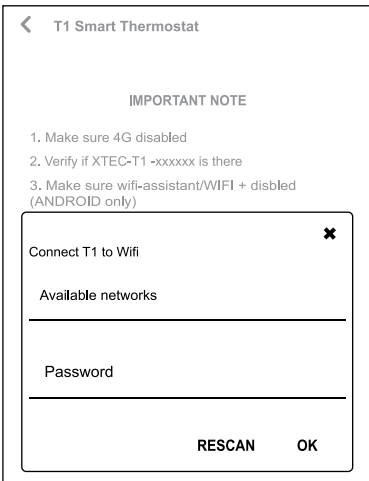 T1 Smart Thermostat
IMPORTANT NOTE
1. Make sure 4G disabled
2. Verify if XTEC-T1 -xxxxxx is there
3. Make sure wifi-assistant/WIFI + disbled
(ANDROID only)
Connect T1 to Wifi
Available networks
Password
RESCAN OK